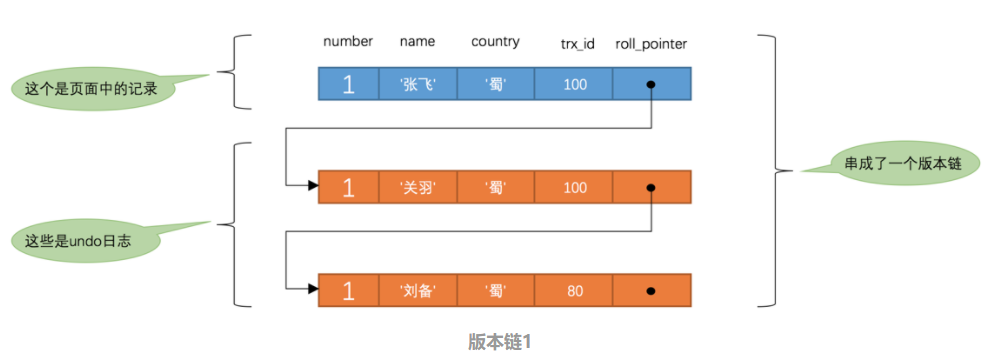 number name country trx_id roll_pointer
这个是页面中的记录
1 '张飞' '蜀' 100
串成了一个版本链
1 '关羽' '蜀' 100
这些是undo日志
1 '刘备' '蜀' 80
版本链1